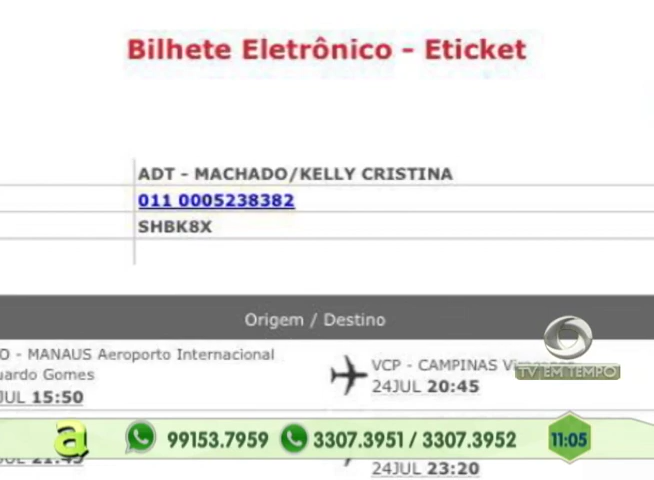 Bilhete Eletrônico - Eticket
ADT - MACHADO/KELLY CRISTINA
011 0005238382
SHBK8X
Origem / Destino
O - MANAUS Aeroporto Internacional
uardo Gomes
JUL 15:50
VCP - CAMPINAS
24JUL 20:45
TV EM TEMPO
a 99153.7959 3307.3951 / 3307.3952 11:05
24JUL 23:20